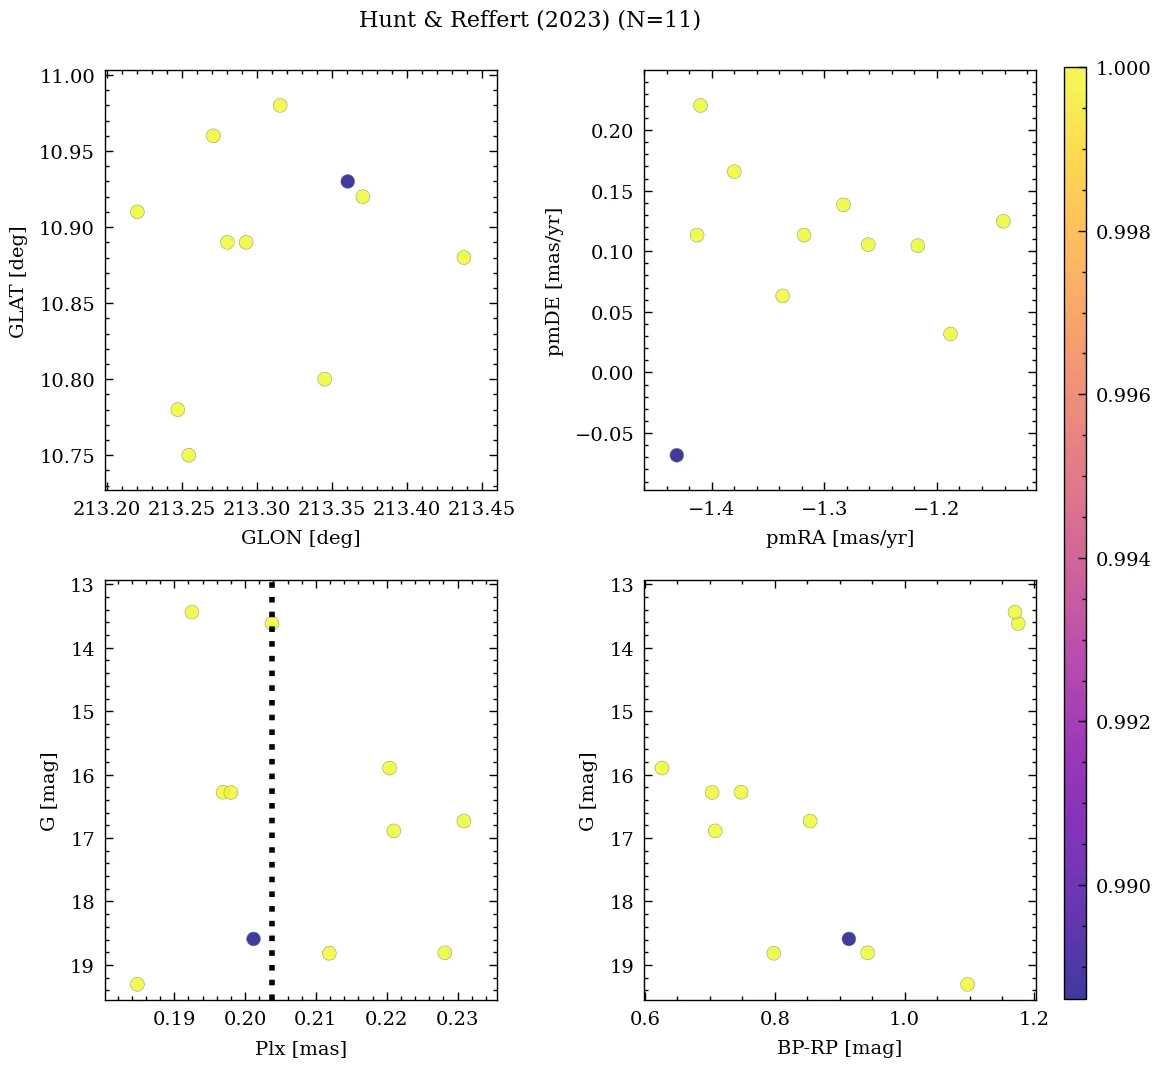 Hunt & Reffert (2023) (N=11)
11.00
10.95
10.90
10.85
10.80
10.75
GLAT [deg]
213.20 213.25 213.30 213.35 213.40 213.45
GLON [deg]
0.20
0.15
0.10
0.05
0.00
−0.05
pmDE [mas/yr]
−1.4 −1.3 −1.2
pmRA [mas/yr]
13
14
15
16
17
18
19
G [mag]
0.19 0.20 0.21 0.22 0.23
Plx [mas]
13
14
15
16
17
18
19
G [mag]
0.6 0.8 1.0 1.2
BP-RP [mag]
1.000
0.998
0.996
0.994
0.992
0.990